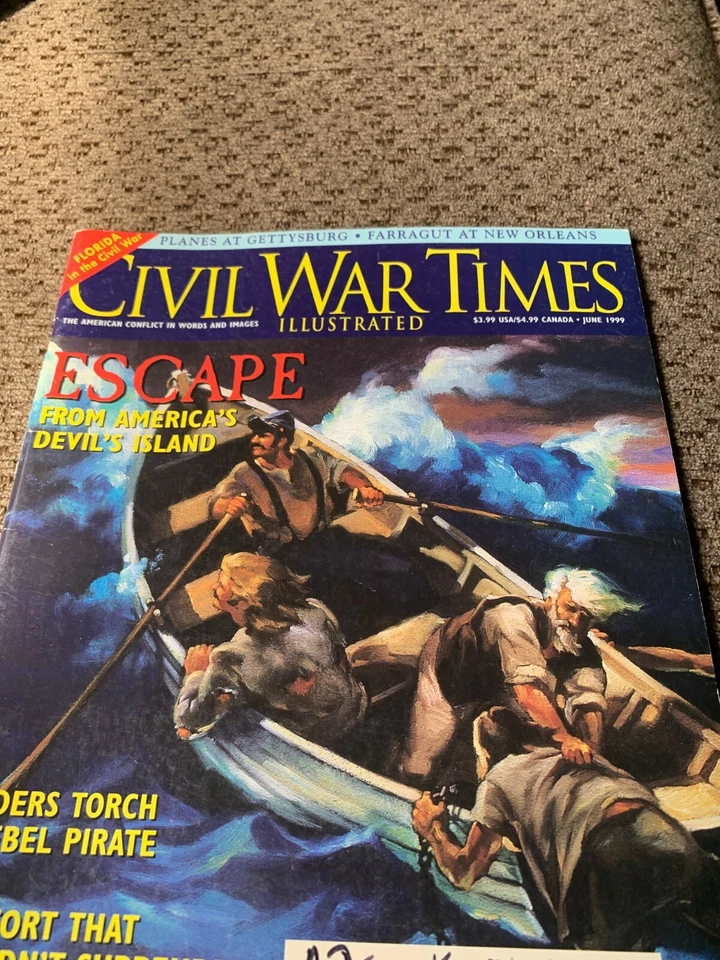 FLORIDA
in the Civil War
PLANES AT GETTYSBURG • FARRAGUT AT NEW ORLEANS
CIVIL WAR TIMES
THE AMERICAN CONFLICT IN WORDS AND IMAGES
ILLUSTRATED
$3.99 USA/$4.99 CANADA • JUNE 1999
ESCAPE
FROM AMERICA'S
DEVIL'S ISLAND
DERS TORCH
EBEL PIRATE
ORT THAT